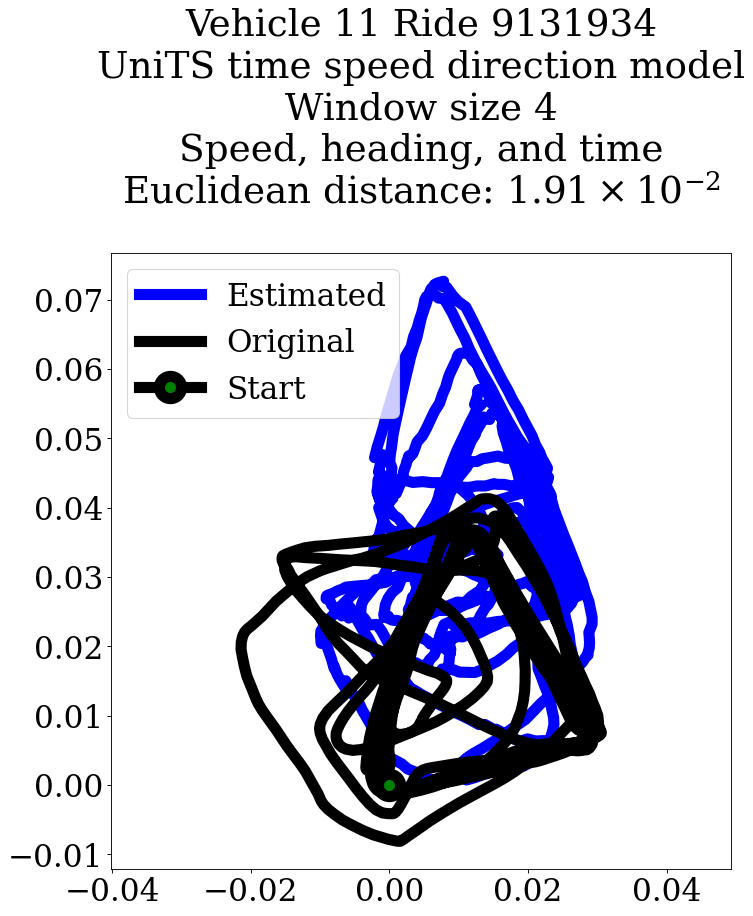 Vehicle 11 Ride 9131934
UniTS time speed direction model
Window size 4
Speed, heading, and time
Euclidean distance: 1.91 × 10⁻²
Estimated
Original
Start
0.07
0.06
0.05
0.04
0.03
0.02
0.01
0.00
−0.01
−0.04 −0.02 0.00 0.02 0.04